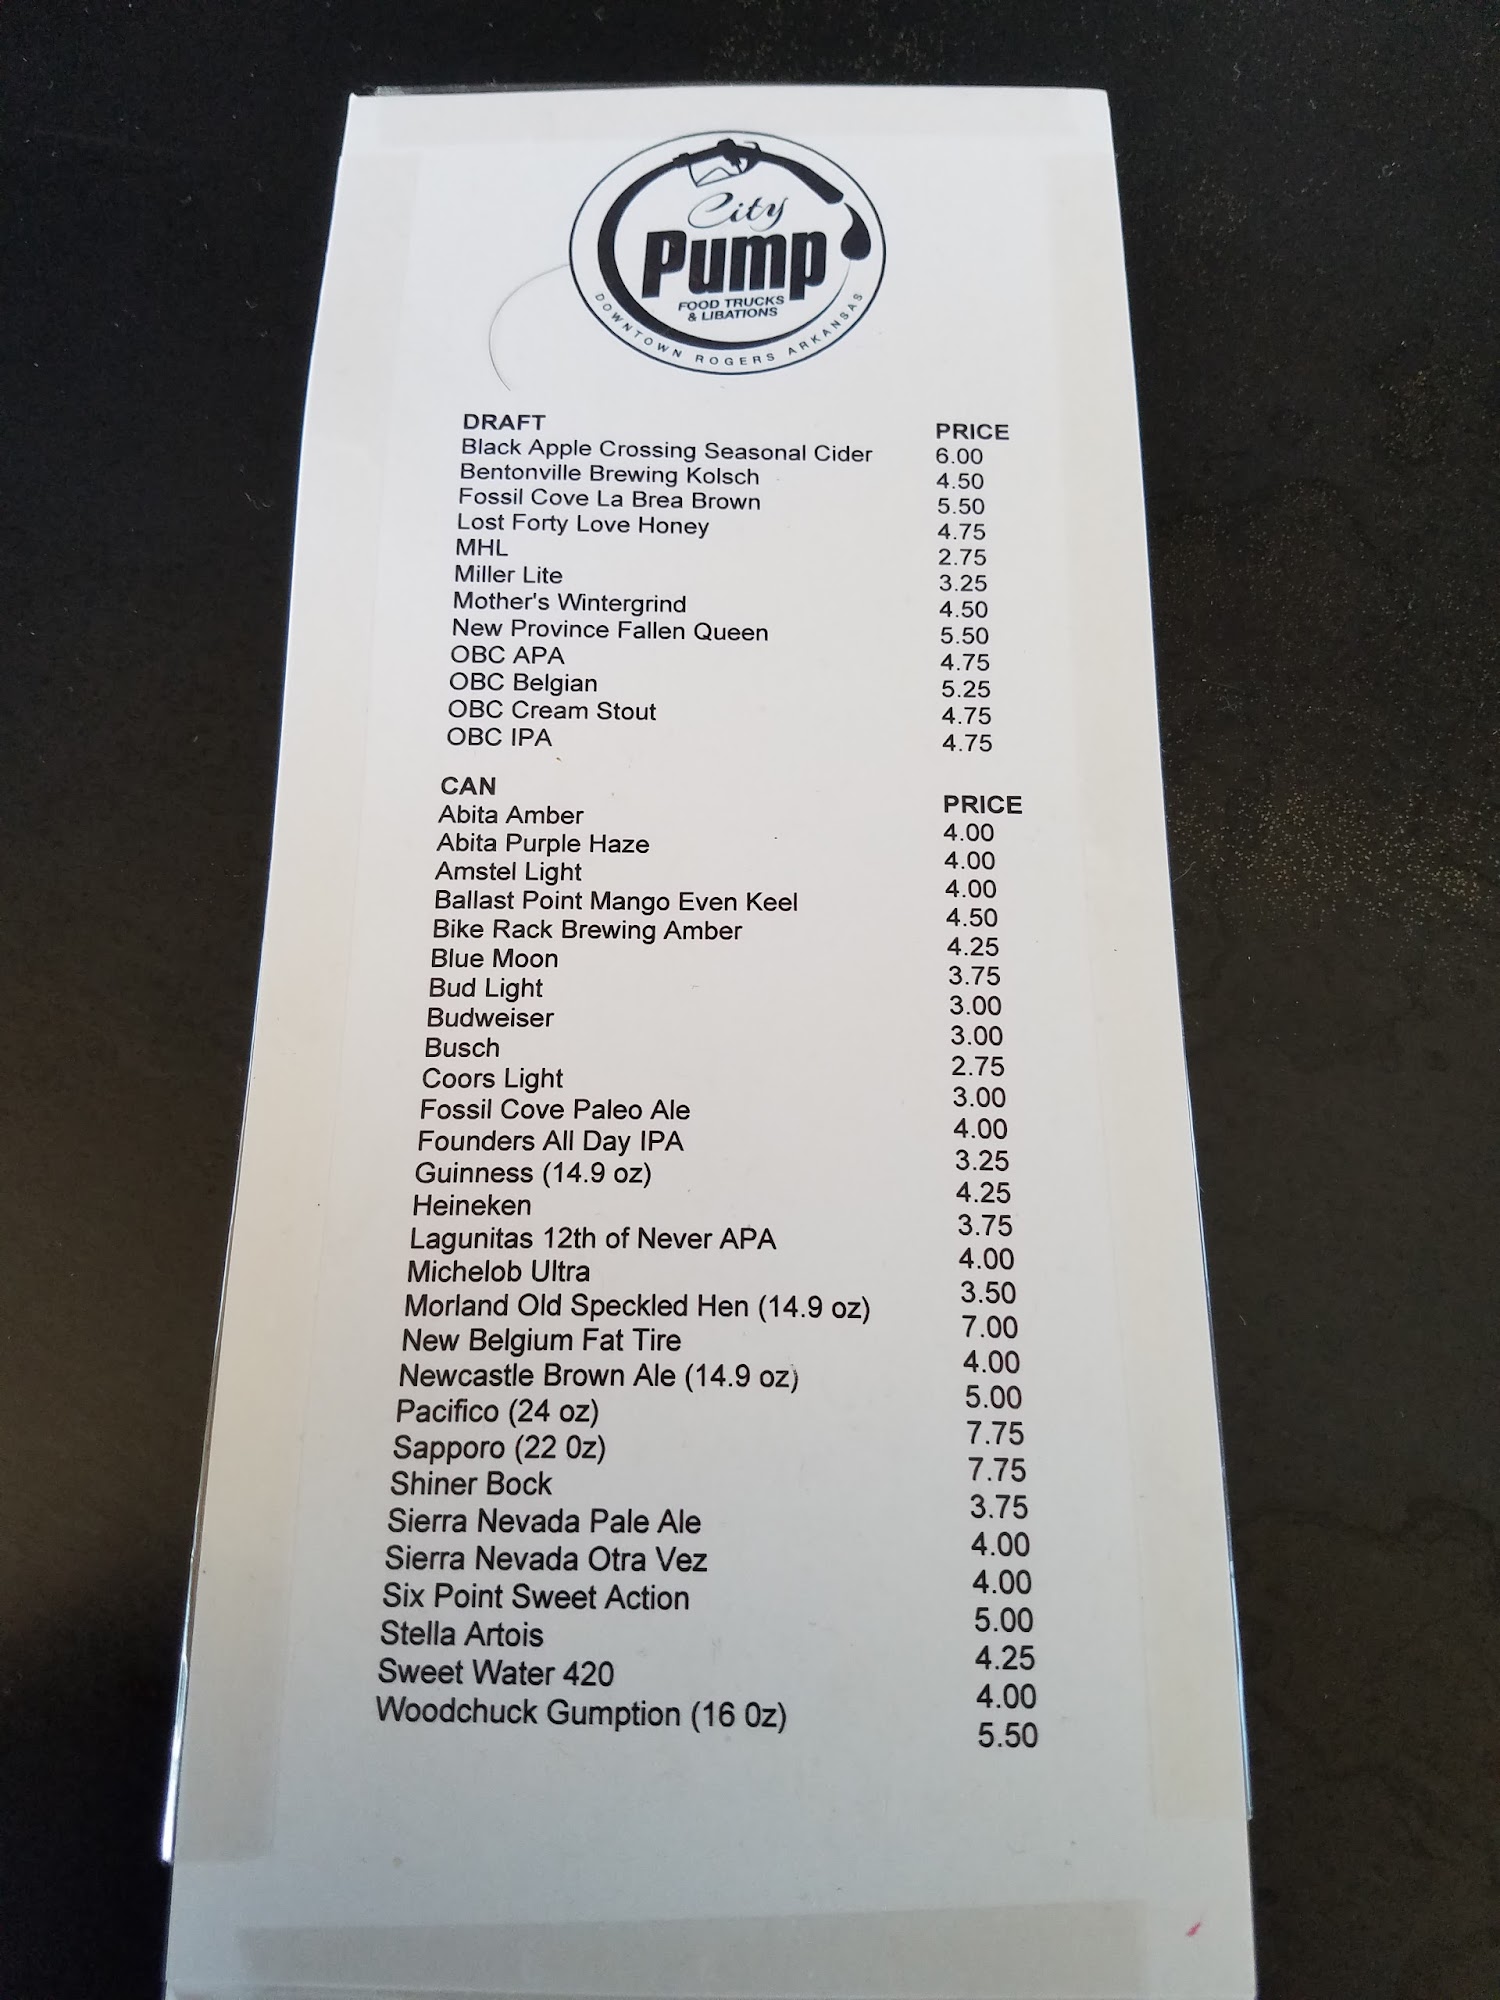 City
Pump
FOOD TRUCKS
& LIBATIONS
DOWNTOWN ROGERS ARKANSAS
DRAFT PRICE
Black Apple Crossing Seasonal Cider 6.00
Bentonville Brewing Kolsch 4.50
Fossil Cove La Brea Brown 5.50
Lost Forty Love Honey 4.75
MHL 2.75
Miller Lite 3.25
Mother's Wintergrind 4.50
New Province Fallen Queen 5.50
OBC APA 4.75
OBC Belgian 5.25
OBC Cream Stout 4.75
OBC IPA 4.75
CAN PRICE
Abita Amber 4.00
Abita Purple Haze 4.00
Amstel Light 4.00
Ballast Point Mango Even Keel 4.50
Bike Rack Brewing Amber 4.25
Blue Moon 3.75
Bud Light 3.00
Budweiser 3.00
Busch 2.75
Coors Light 3.00
Fossil Cove Paleo Ale 4.00
Founders All Day IPA 3.25
Guinness (14.9 oz) 4.25
Heineken 3.75
Lagunitas 12th of Never APA 4.00
Michelob Ultra 3.50
Morland Old Speckled Hen (14.9 oz) 7.00
New Belgium Fat Tire 4.00
Newcastle Brown Ale (14.9 oz) 5.00
Pacifico (24 oz) 7.75
Sapporo (22 0z) 7.75
Shiner Bock 3.75
Sierra Nevada Pale Ale 4.00
Sierra Nevada Otra Vez 4.00
Six Point Sweet Action 5.00
Stella Artois 4.25
Sweet Water 420 4.00
Woodchuck Gumption (16 0z) 5.50